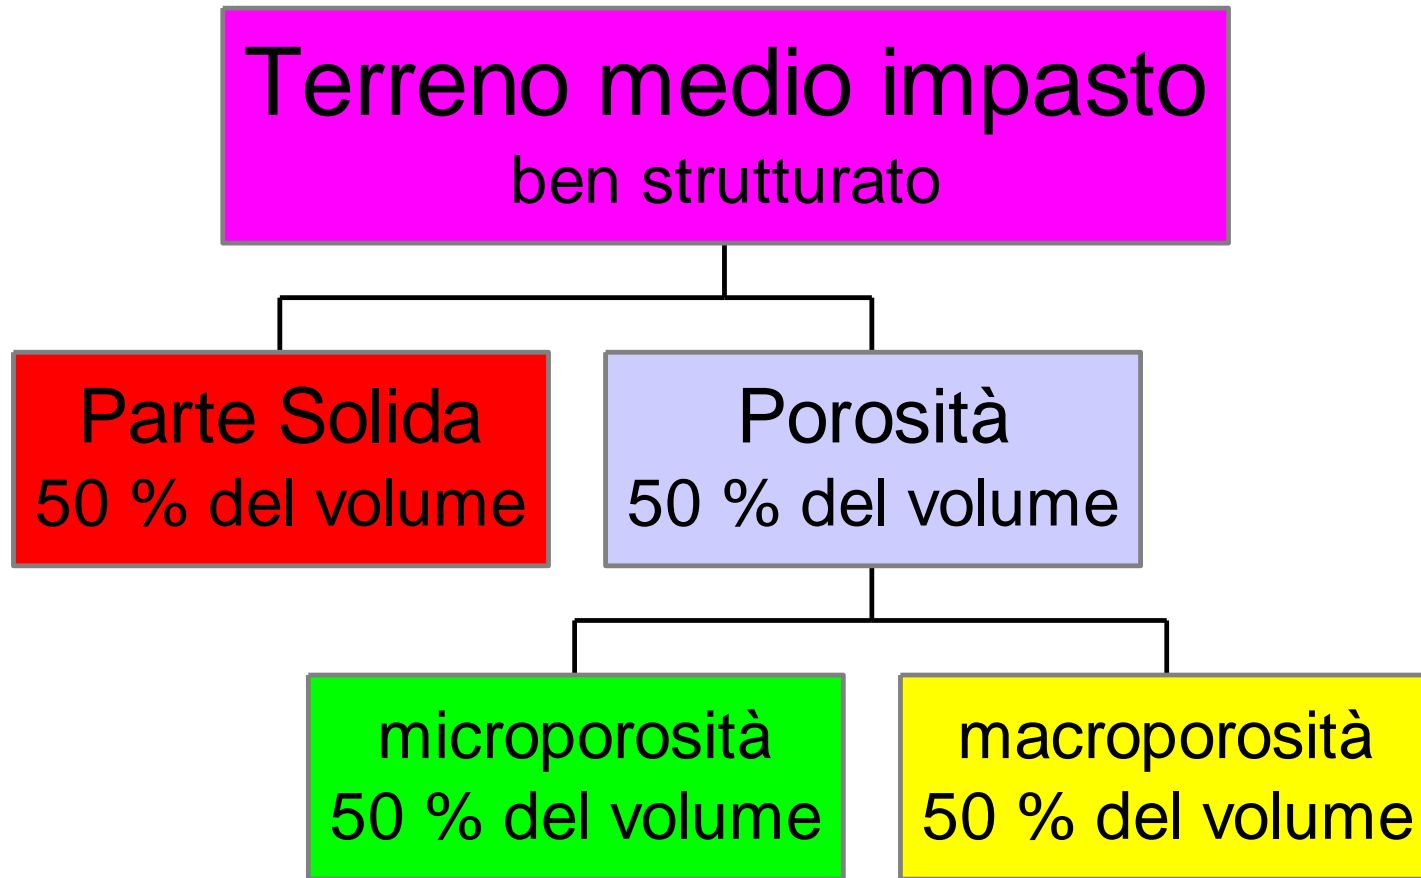 Terreno medio impasto
ben strutturato
Parte Solida
50 % del volume
Porosità
50 % del volume
microporosità
50 % del volume
macroporosità
50 % del volume